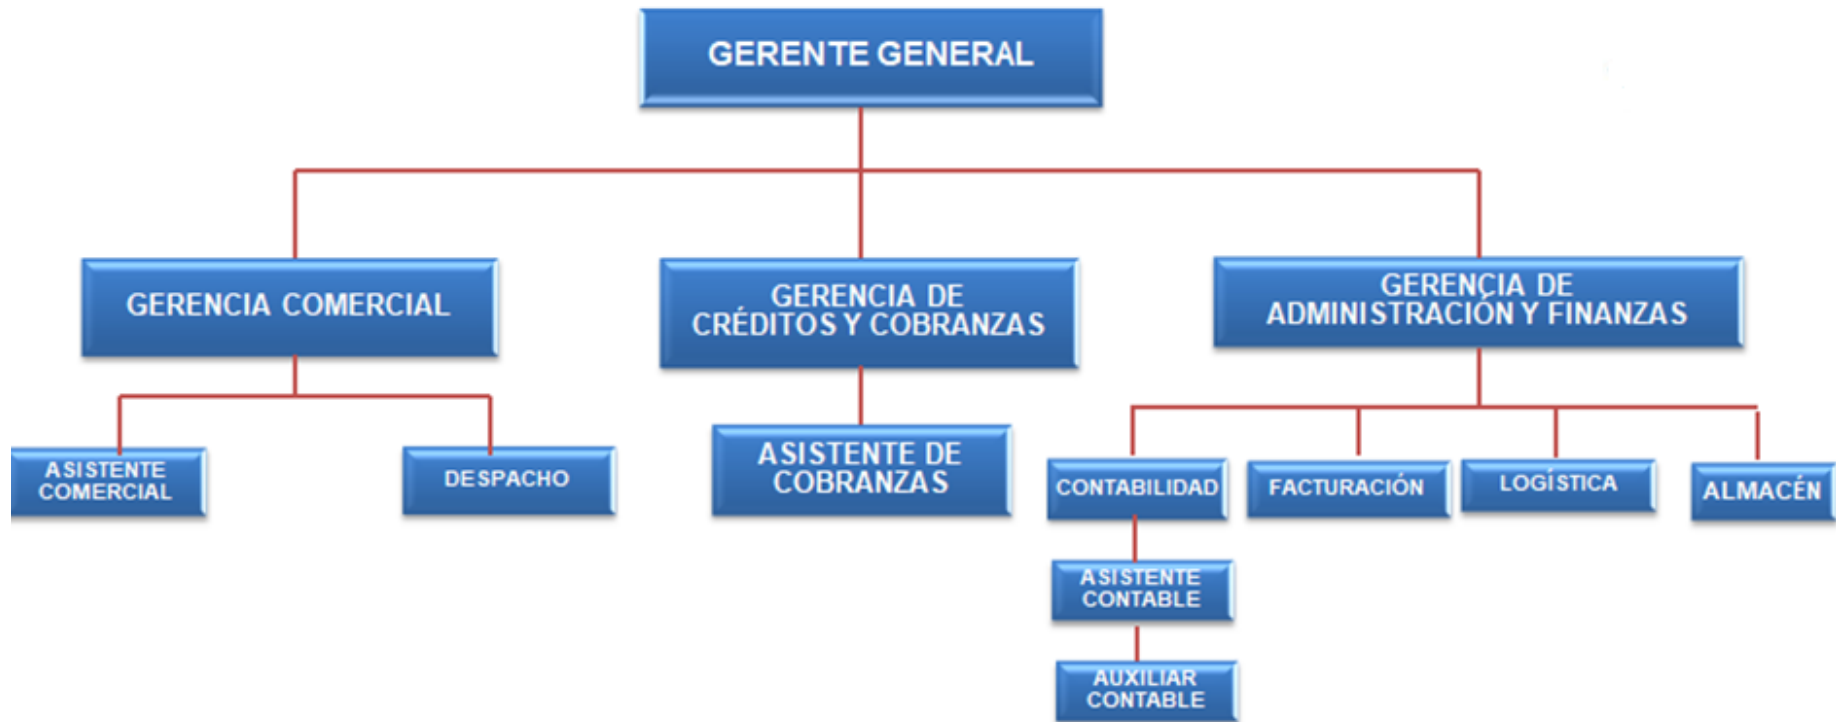 GERENTE GENERAL
GERENCIA COMERCIAL
GERENCIA DE
CRÉDITOS Y COBRANZAS
GERENCIA DE
ADMINISTRACIÓN Y FINANZAS
ASISTENTE
COMERCIAL
DESPACHO
ASISTENTE DE
COBRANZAS
CONTABILIDAD
FACTURACIÓN
LOGÍSTICA
ALMACÉN
ASISTENTE
CONTABLE
AUXILIAR
CONTABLE